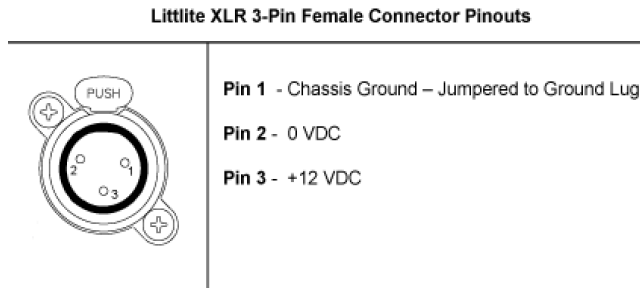 Littlite XLR 3-Pin Female Connector Pinouts
PUSH
2 1
3
Pin 1 - Chassis Ground – Jumpered to Ground Lug
Pin 2 - 0 VDC
Pin 3 - +12 VDC